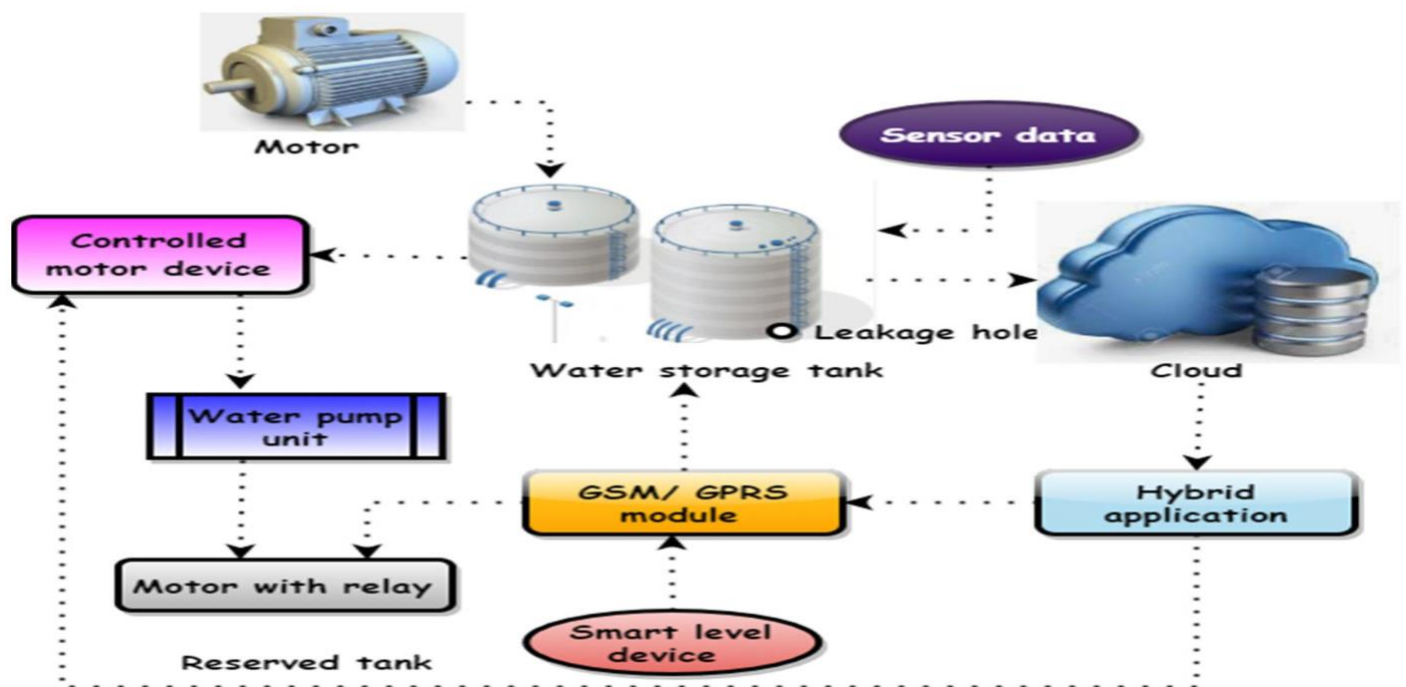 Motor
Sensor data
Controlled
motor device
Leakage hole
Water storage tank
Cloud
Water pump
unit
GSM/ GPRS
module
Hybrid
application
Motor with relay
Smart level
device
Reserved tank